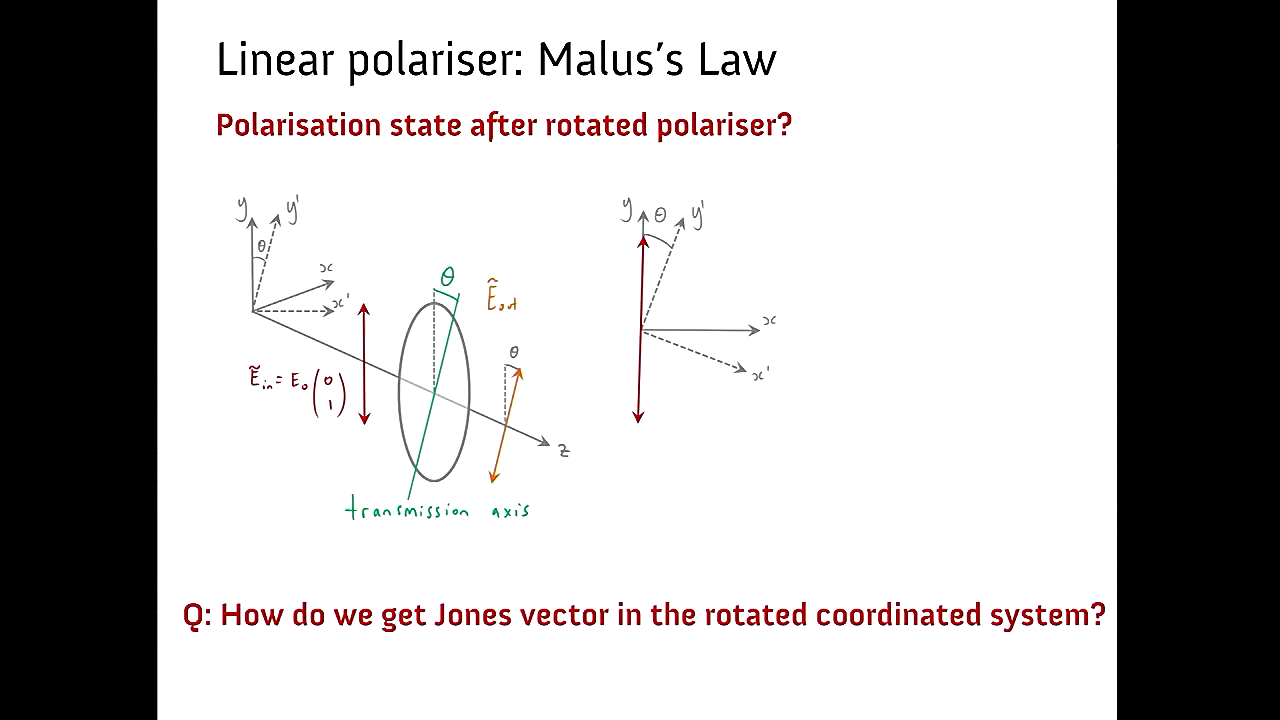 Linear polariser: Malus's Law
Polarisation state after rotated polariser?
y y'
θ
x
x'
Ẽin = E₀(0 1)
θ
Ẽout
θ
z
transmission axis
y θ y'
x
x'
Q: How do we get Jones vector in the rotated coordinated system?